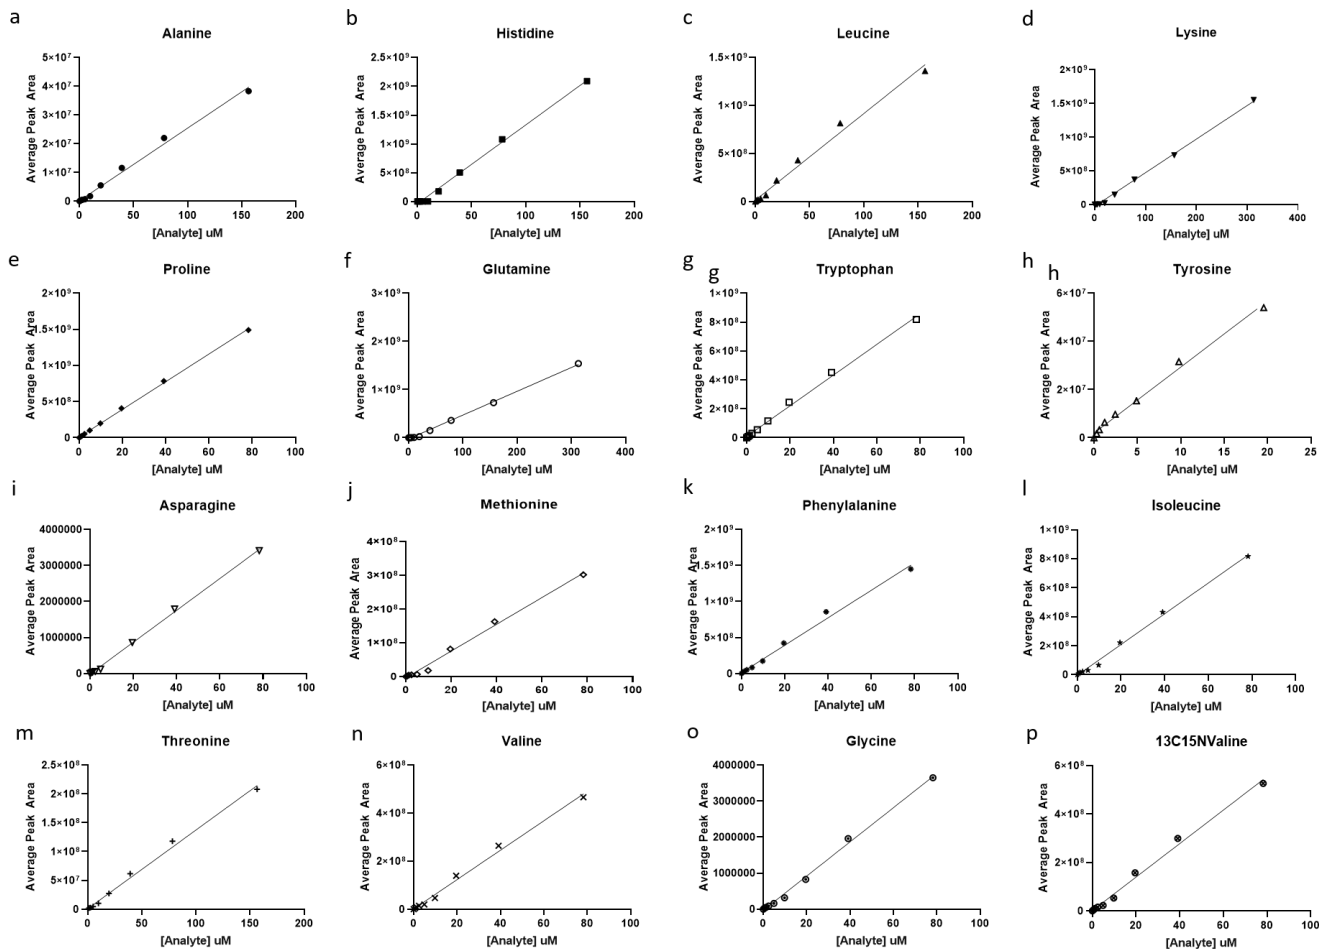 a
Alanine
5×10⁷
4×10⁷
3×10⁷
2×10⁷
1×10⁷
0
Average Peak Area
0 50 100 150 200
[Analyte] uM
b
Histidine
2.5×10⁹
2×10⁹
1.5×10⁹
1×10⁹
5×10⁸
0
Average Peak Area
0 50 100 150 200
[Analyte] uM
c
Leucine
1.5×10⁹
1×10⁹
5×10⁸
0
Average Peak Area
0 50 100 150 200
[Analyte] uM
d
Lysine
2×10⁹
1.5×10⁹
1×10⁹
5×10⁸
0
Average Peak Area
0 100 200 300 400
[Analyte] uM
e
Proline
2×10⁹
1.5×10⁹
1×10⁹
5×10⁸
0
Average Peak Area
0 20 40 60 80 100
[Analyte] uM
f
Glutamine
3×10⁹
2×10⁹
1×10⁹
0
Average Peak Area
0 100 200 300 400
[Analyte] uM
g
g
Tryptophan
1×10⁹
8×10⁸
6×10⁸
4×10⁸
2×10⁸
0
Average Peak Area
0 20 40 60 80 100
[Analyte] uM
h
h
Tyrosine
6×10⁷
4×10⁷
2×10⁷
0
Average Peak Area
0 5 10 15 20 25
[Analyte] uM
i
Asparagine
4000000
3000000
2000000
1000000
0
Average Peak Area
0 20 40 60 80 100
[Analyte] uM
j
Methionine
4×10⁸
3×10⁸
2×10⁸
1×10⁸
0
Average Peak Area
0 20 40 60 80 100
[Analyte] uM
k
Phenylalanine
2×10⁹
1.5×10⁹
1×10⁹
5×10⁸
0
Average Peak Area
0 20 40 60 80 100
[Analyte] uM
l
Isoleucine
1×10⁹
8×10⁸
6×10⁸
4×10⁸
2×10⁸
0
Average Peak Area
0 20 40 60 80 100
[Analyte] uM
m
Threonine
2.5×10⁸
2×10⁸
1.5×10⁸
1×10⁸
5×10⁷
0
Average Peak Area
0 50 100 150 200
[Analyte] uM
n
Valine
6×10⁸
4×10⁸
2×10⁸
0
Average Peak Area
0 20 40 60 80 100
[Analyte] uM
o
Glycine
4000000
3000000
2000000
1000000
0
Average Peak Area
0 20 40 60 80 100
[Analyte] uM
p
13C15NValine
6×10⁸
4×10⁸
2×10⁸
0
Average Peak Area
0 20 40 60 80 100
[Analyte] uM